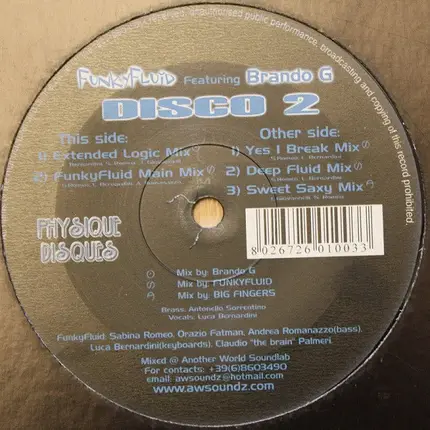 reserved, unauthorised public performance, broadcasting and copying of this record prohibited.
FUNKYFLUID Featuring BRANDO G
DISCO 2
This side:
1) Extended Logic Mix
2) FunkyFluid Main Mix
Other side:
1) Yes I Break Mix
S.Romeo, L. Bernardini
2) Deep Fluid Mix
S.Romeo, L. Bernardini
3) Sweet Saxy Mix
PHYSIQUE
DISQUES
8 026726 010033
Mix by: Brando G
Mix by: FUNKYFLUID
Mix by: BIG FINGERS
Brass: Antonello Sorrentino
Vocals: Luca Bernardini
FunkyFluid: Sabina Romeo, Orazio Fatman, Andrea Romanazzo(bass),
Luca Bernardini(keyboards), Claudio "the brain" Palmeri.
Mixed @ Another World Soundlab
For contacts: +39(6)8603490
email: awsoundz@hotmail.com
www.awsoundz.com